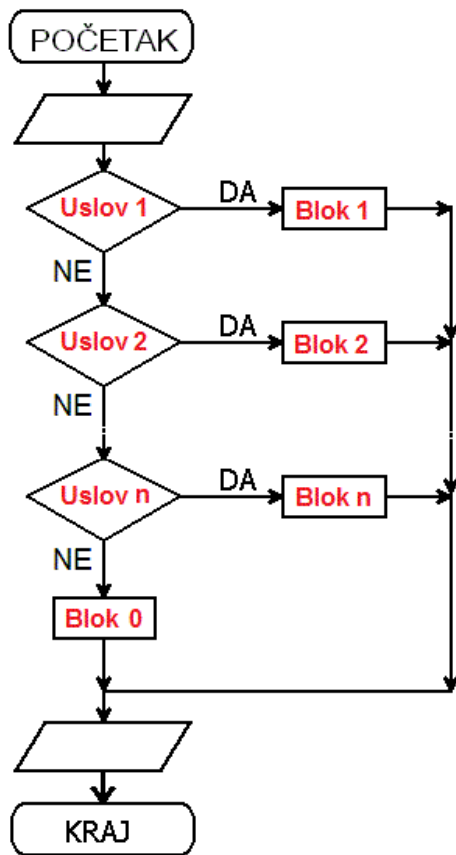 POČETAK
Uslov 1
DA
Blok 1
NE
Uslov 2
DA
Blok 2
NE
Uslov n
DA
Blok n
NE
Blok 0
KRAJ